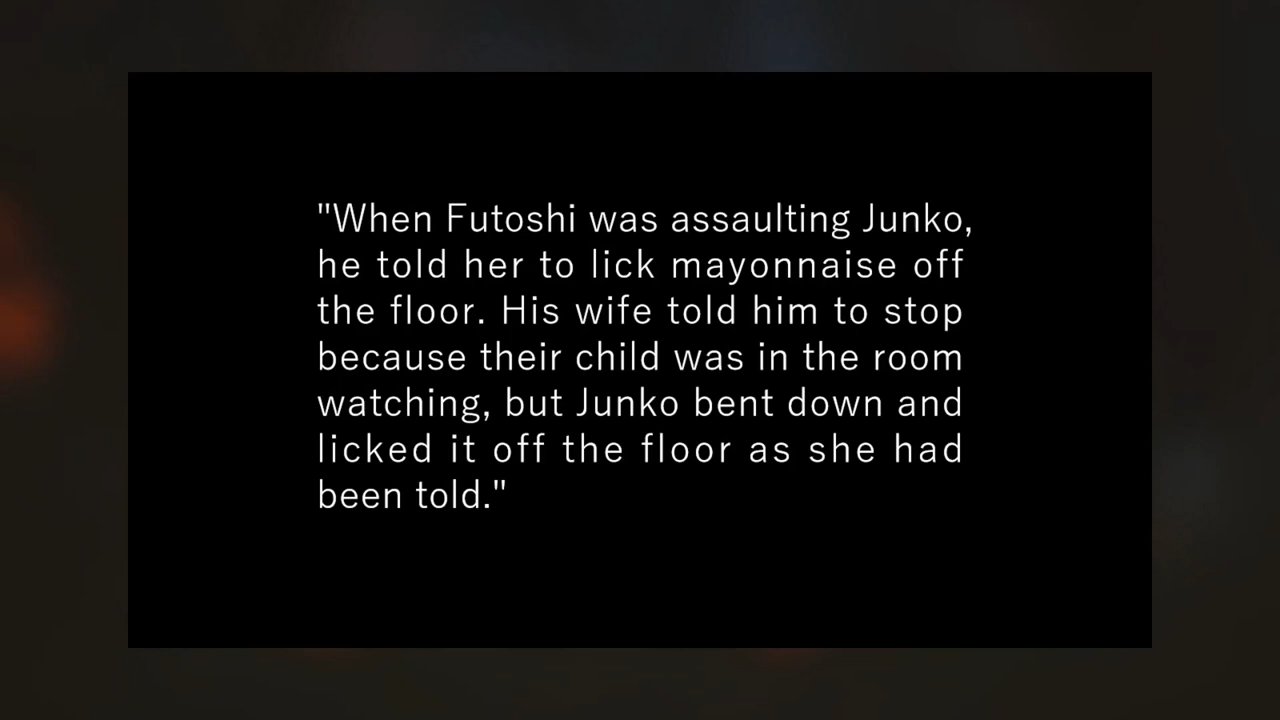 "When Futoshi was assaulting Junko,
he told her to lick mayonnaise off
the floor. His wife told him to stop
because their child was in the room
watching, but Junko bent down and
licked it off the floor as she had
been told."